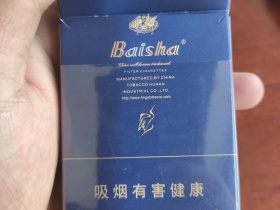 Baisha
FILTER CIGARETTES
MANUFACTURED BY CHINA
TOBACCO HUNAN
INDUSTRIAL CO.,LTD.
吸烟有害健康